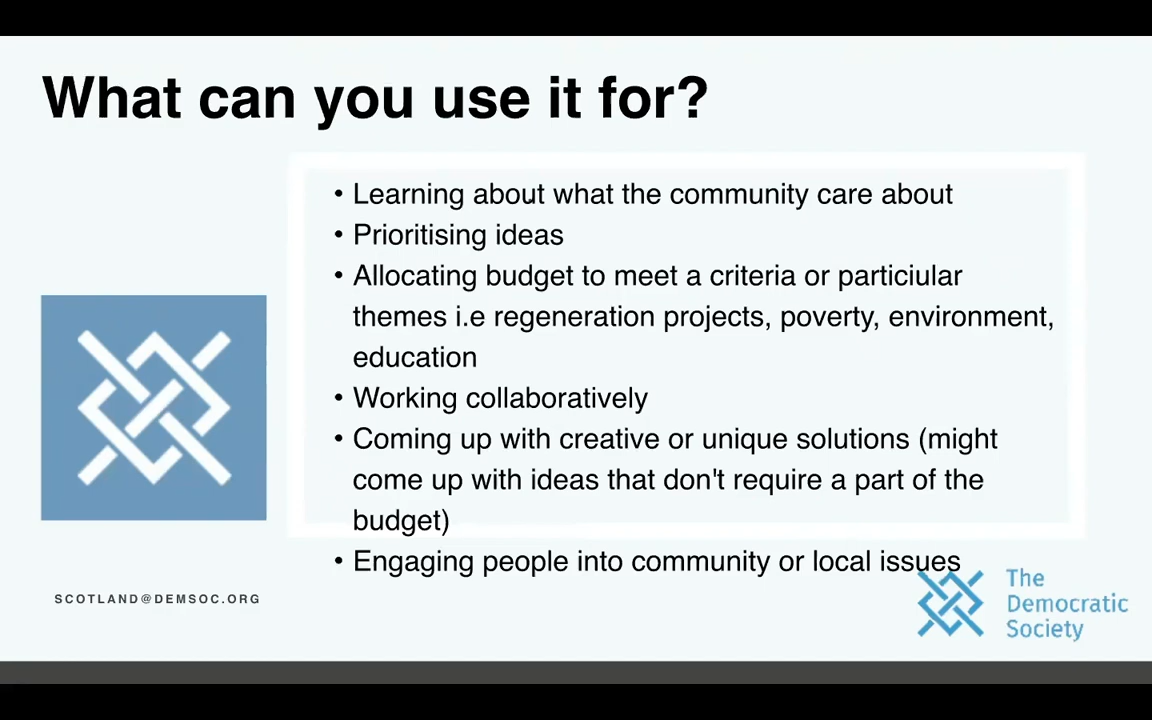 What can you use it for?
• Learning about what the community care about
• Prioritising ideas
• Allocating budget to meet a criteria or particiular
themes i.e regeneration projects, poverty, environment,
education
• Working collaboratively
• Coming up with creative or unique solutions (might
come up with ideas that don't require a part of the
budget)
• Engaging people into community or local issues
SCOTLAND@DEMSOC.ORG
The
Democratic
Society